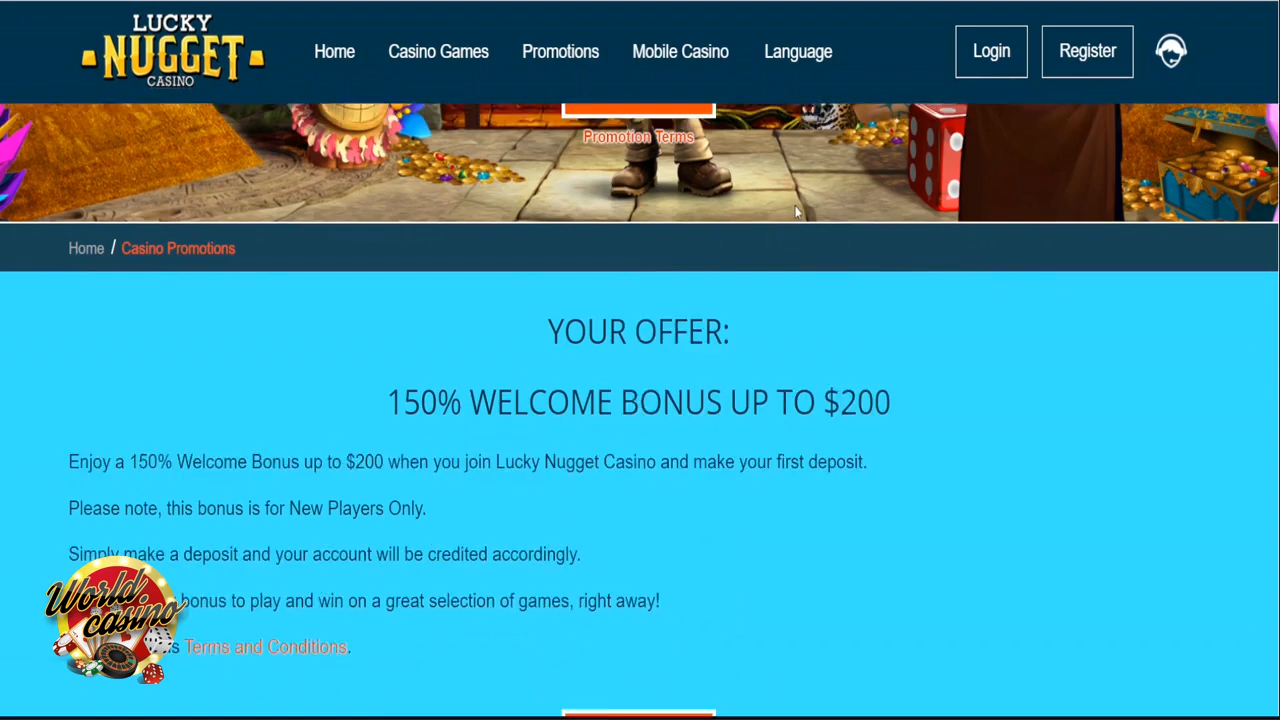 LUCKY
NUGGET
CASINO
Home Casino Games Promotions Mobile Casino Language Login Register
Promotion Terms
Home / Casino Promotions
YOUR OFFER:
150% WELCOME BONUS UP TO $200
Enjoy a 150% Welcome Bonus up to $200 when you join Lucky Nugget Casino and make your first deposit.
Please note, this bonus is for New Players Only.
Simply make a deposit and your account will be credited accordingly.
bonus to play and win on a great selection of games, right away!
Terms and Conditions.
World
casino